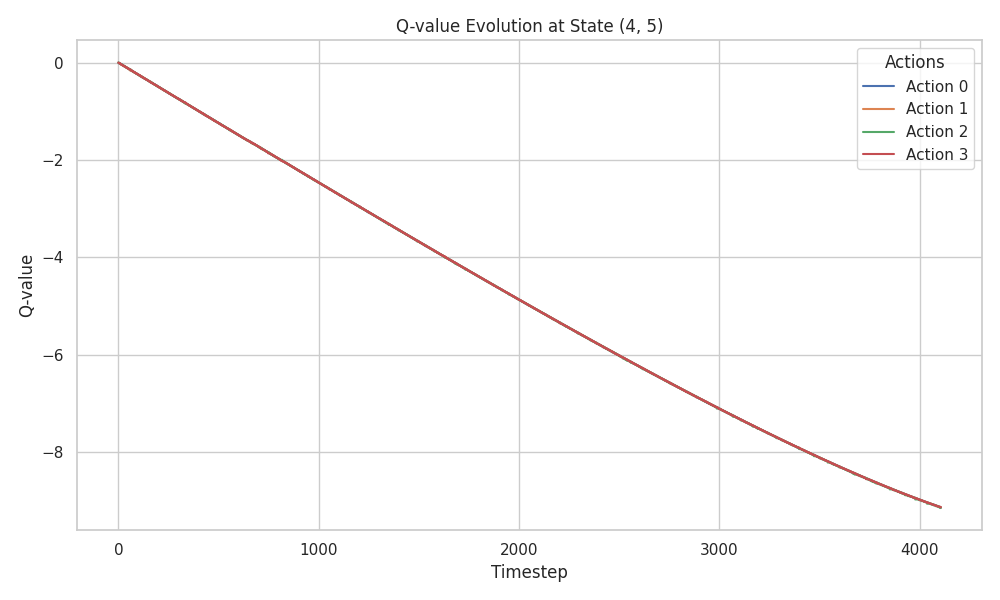 Q-value Evolution at State (4, 5)
Actions
Action 0
Action 1
Action 2
Action 3
Q-value
0
−2
−4
−6
−8
0 1000 2000 3000 4000
Timestep